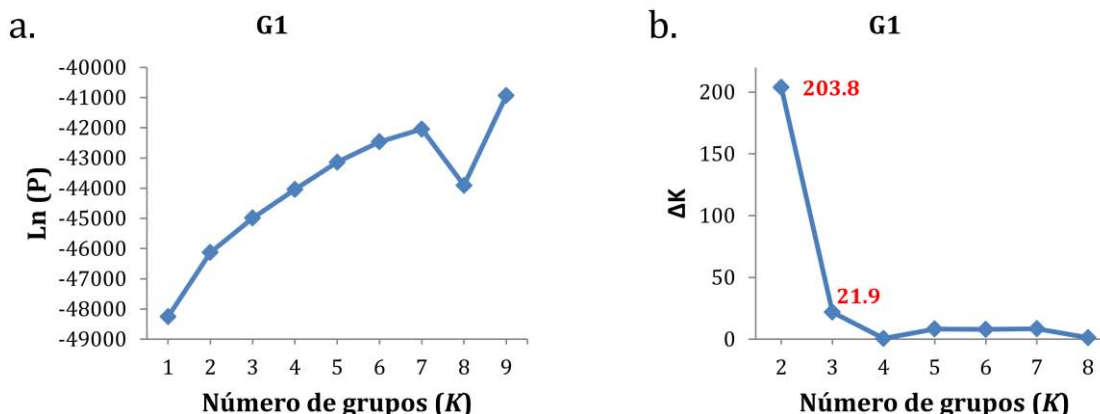 a.
G1
-40000
-41000
-42000
-43000
-44000
-45000
-46000
-47000
-48000
-49000
Ln (P)
1 2 3 4 5 6 7 8 9
Número de grupos (K)
b.
G1
200
150
100
50
0
ΔK
203.8
21.9
2 3 4 5 6 7 8
Número de grupos (K)